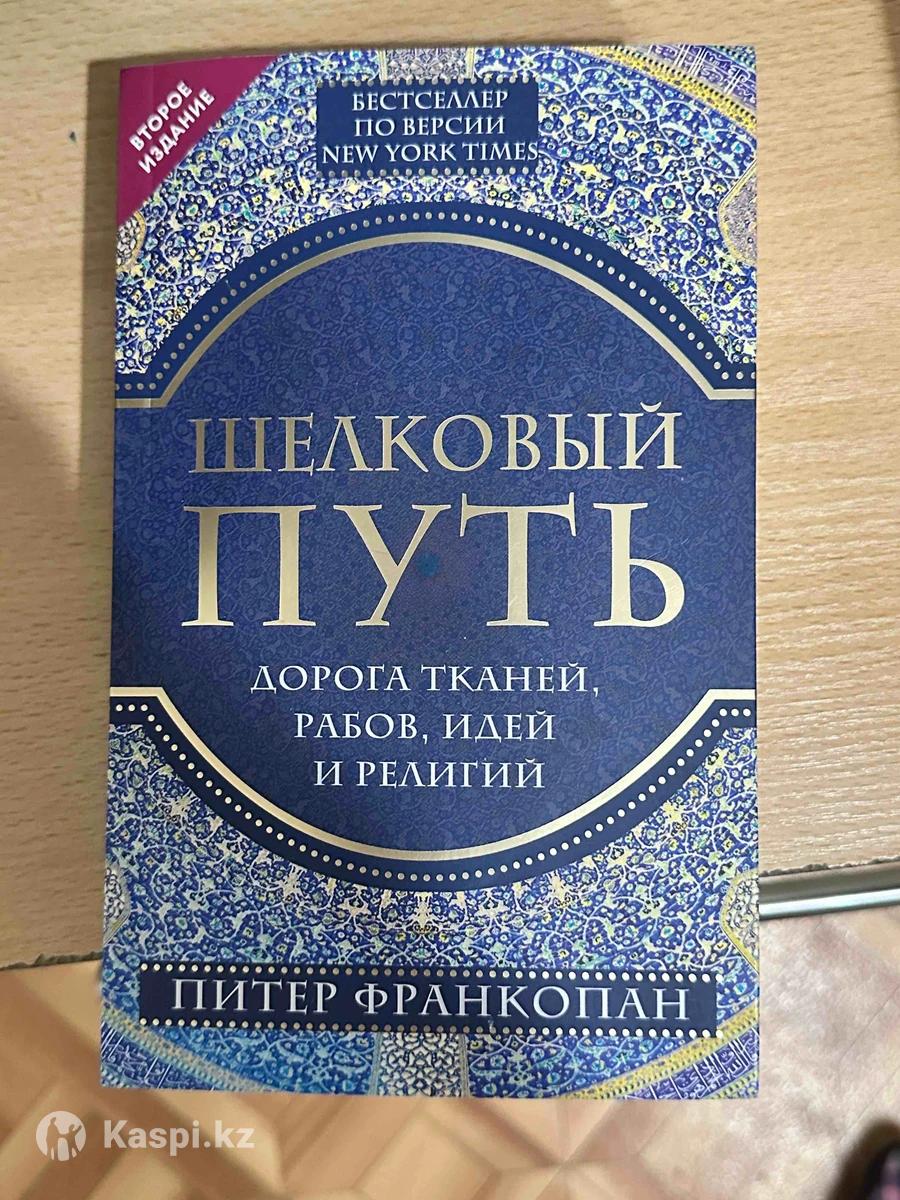 ВТОРОЕ
ИЗДАНИЕ
БЕСТСЕЛЛЕР
ПО ВЕРСИИ
NEW YORK TIMES
ШЕЛКОВЫЙ
ПУТЬ
ДОРОГА ТКАНЕЙ,
РАБОВ, ИДЕЙ
И РЕЛИГИЙ
ПИТЕР ФРАНКОПАН
Kaspi.kz